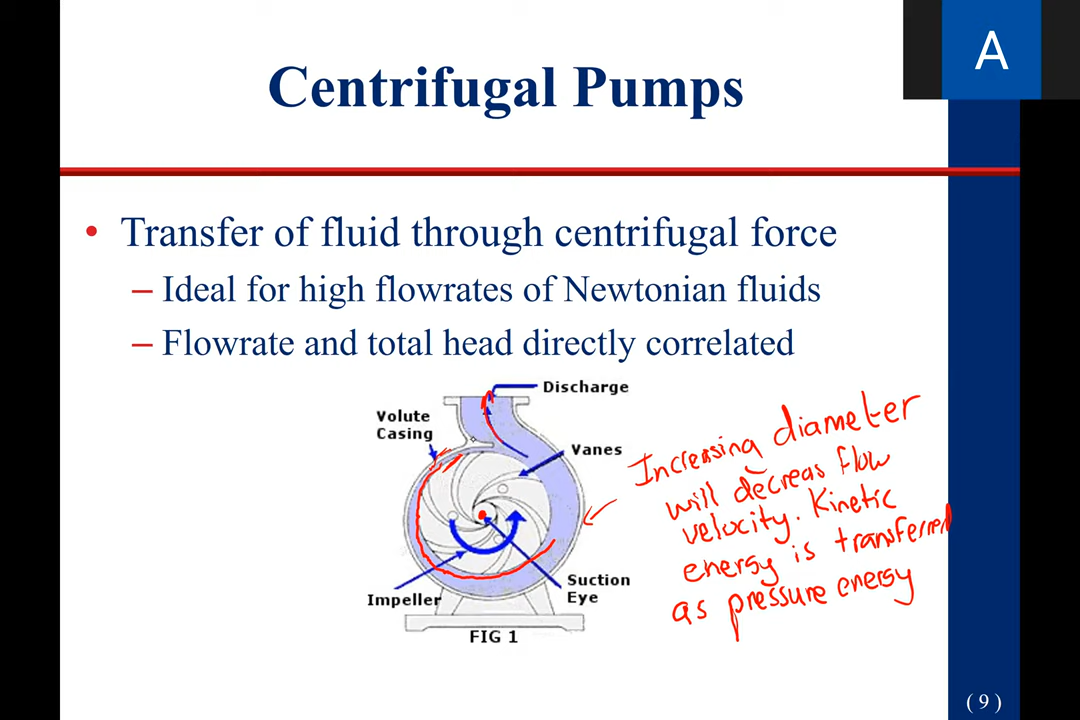 A
Centrifugal Pumps
• Transfer of fluid through centrifugal force
– Ideal for high flowrates of Newtonian fluids
– Flowrate and total head directly correlated
Discharge
Volute
Casing
Vanes
Suction
Eye
Impeller
FIG 1
Increasing diameter
will decreas flow
velocity. Kinetic
energy is transferred
as pressure energy
( 9 )